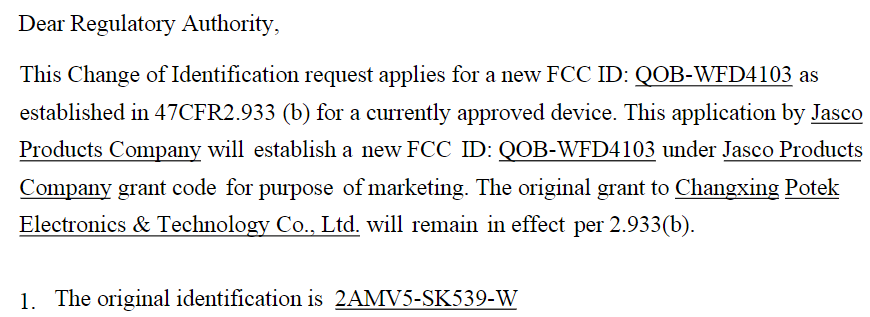 Dear Regulatory Authority,
This Change of Identification request applies for a new FCC ID: QOB-WFD4103 as
established in 47CFR2.933 (b) for a currently approved device. This application by Jasco
Products Company will establish a new FCC ID: QOB-WFD4103 under Jasco Products
Company grant code for purpose of marketing. The original grant to Changxing Potek
Electronics & Technology Co., Ltd. will remain in effect per 2.933(b).
1. The original identification is 2AMV5-SK539-W